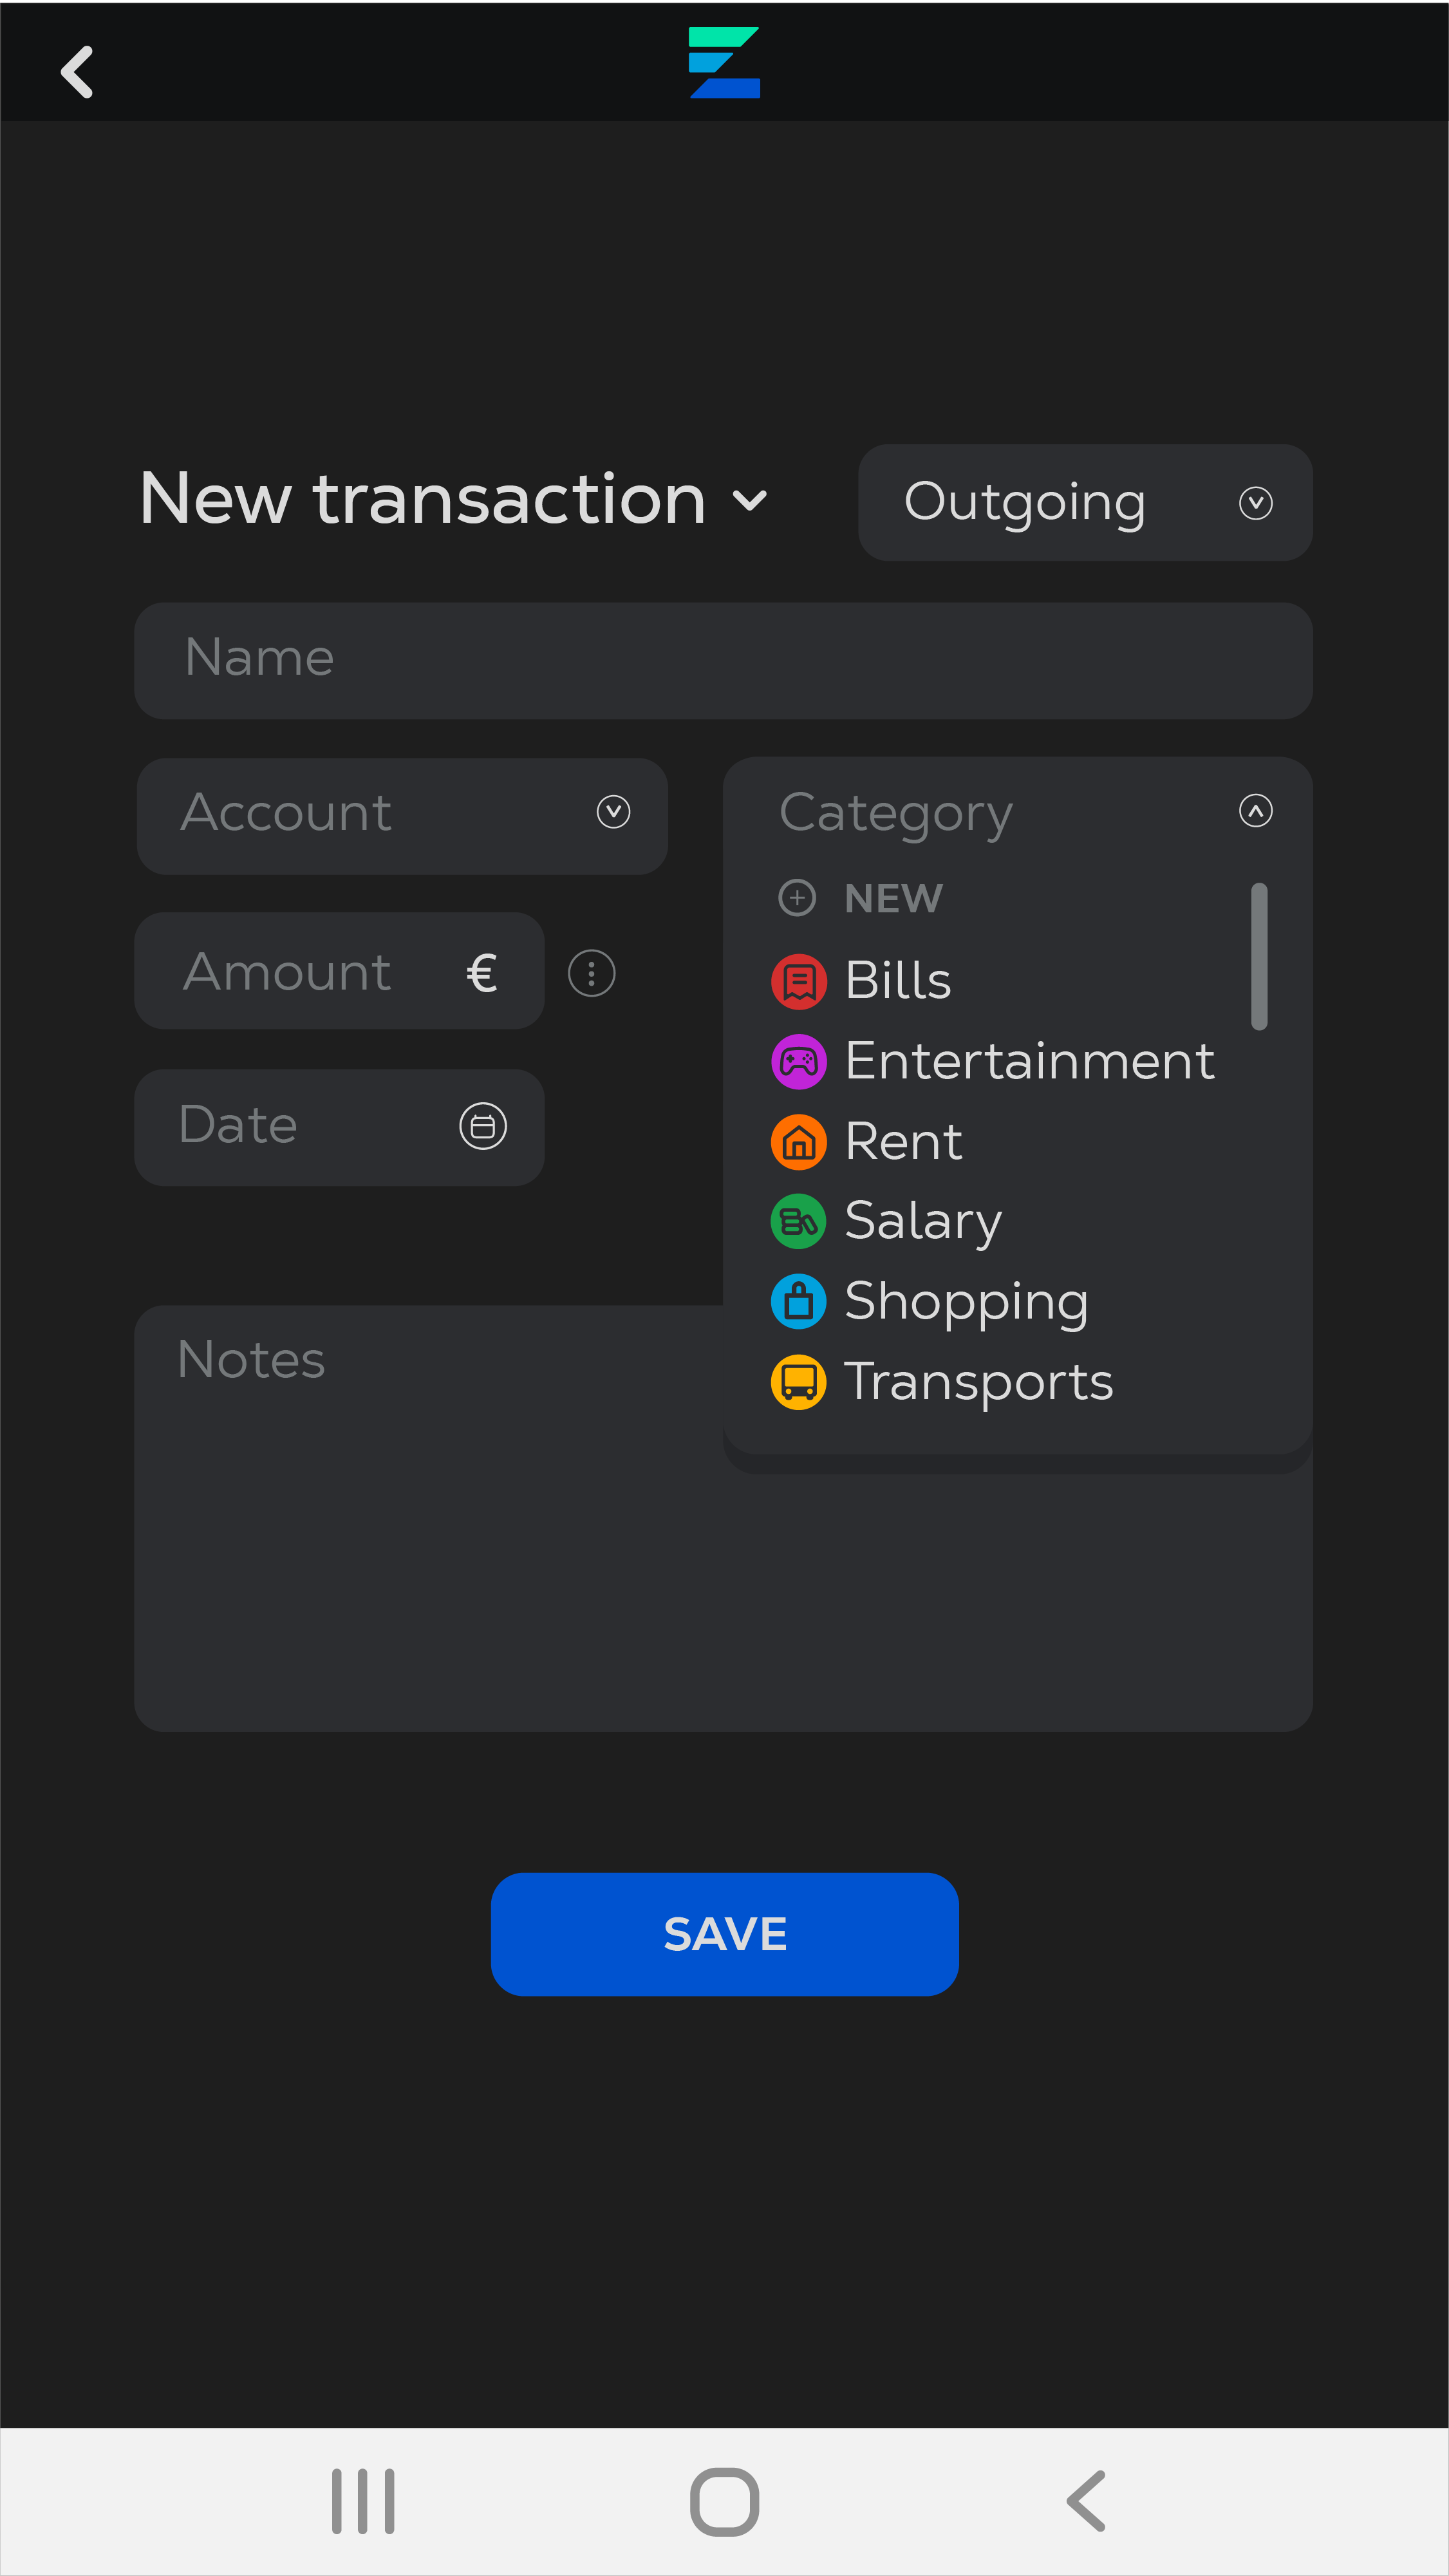 New transaction
Outgoing
Name
Account
Category
NEW
Amount €
Bills
Entertainment
Date
Rent
Salary
Shopping
Notes
Transports
SAVE